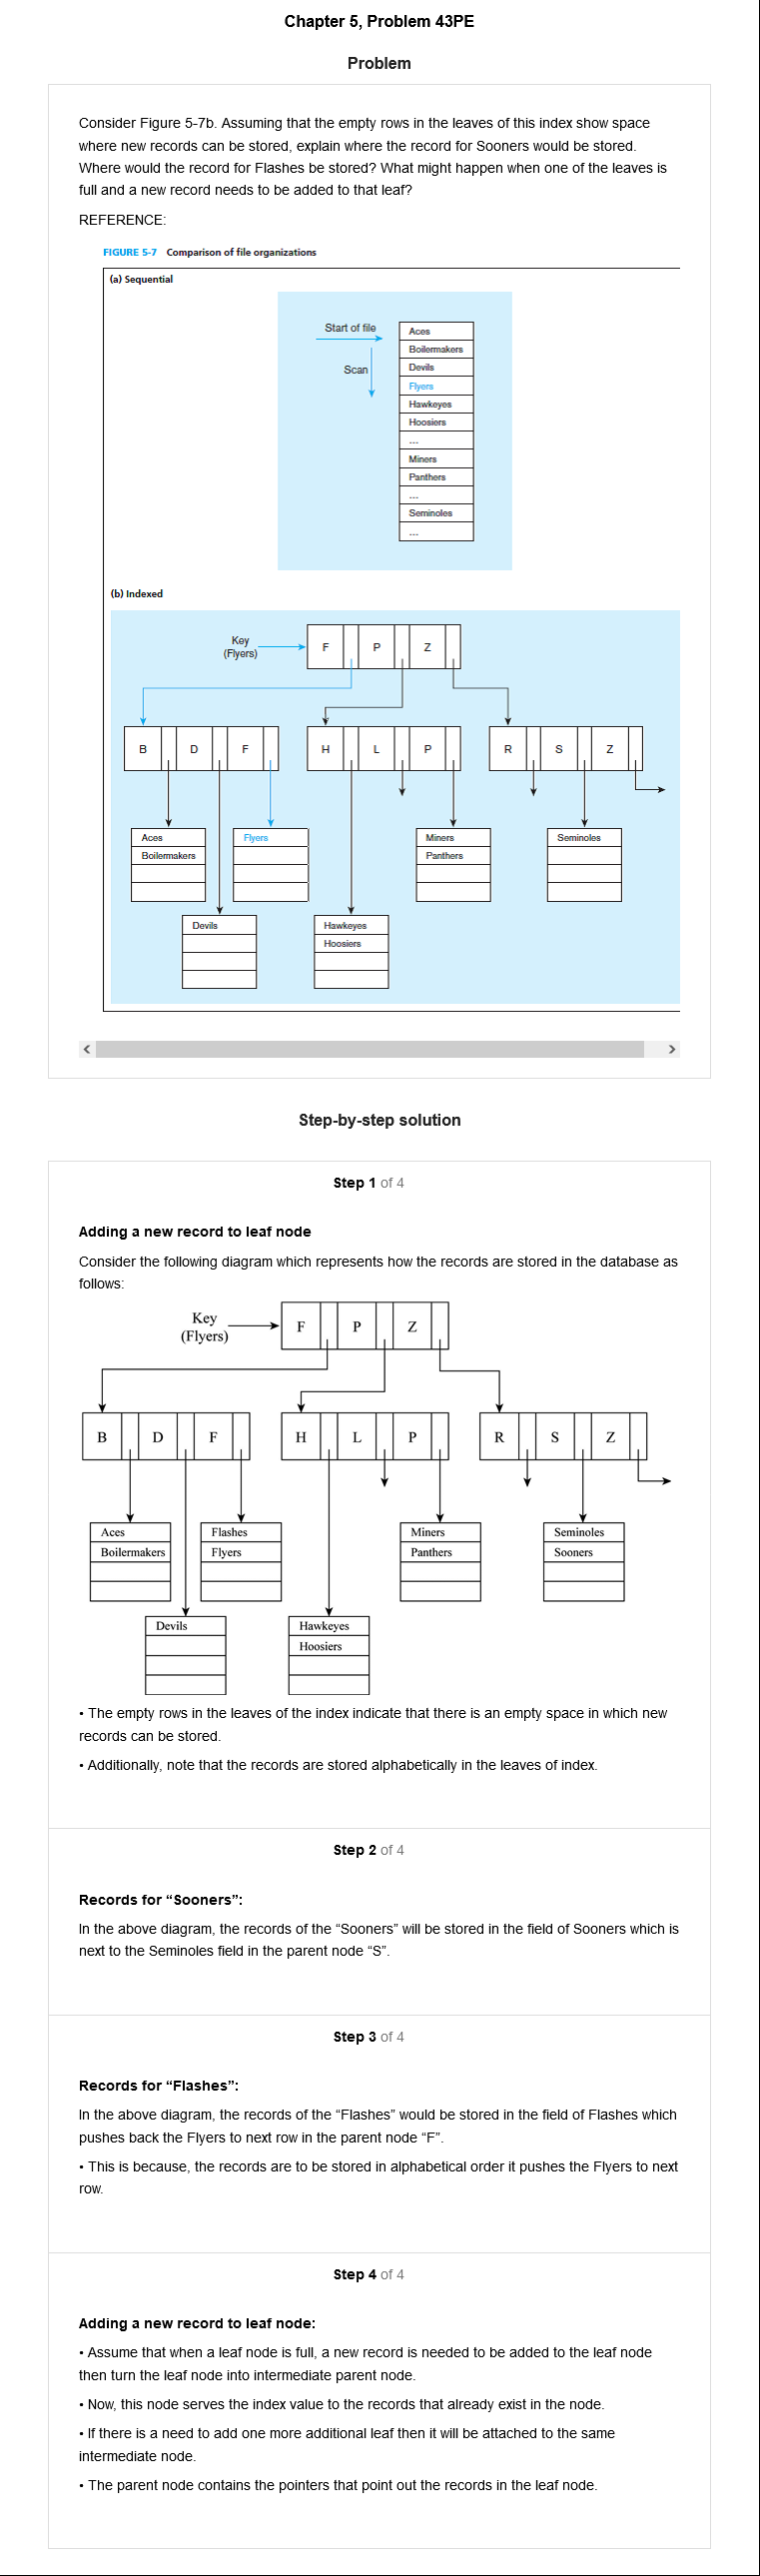 Chapter 5, Problem 43PE
Problem
Consider Figure 5-7b. Assuming that the empty rows in the leaves of this index show space
where new records can be stored, explain where the record for Sooners would be stored.
Where would the record for Flashes be stored? What might happen when one of the leaves is
full and a new record needs to be added to that leaf?
REFERENCE:
FIGURE 5-7 Comparison of file organizations
(a) Sequential
Start of file
Scan
Aces
Boilermakers
Devils
Flyers
Hawkeyes
Hoosiers
...
Miners
Panthers
...
Seminoles
...
(b) Indexed
Key
(Flyers)
F P Z
B D F H L P R S Z
Aces Flyers Miners Seminoles
Boilermakers Panthers
Devils Hawkeyes
Hoosiers
Step-by-step solution
Step 1 of 4
Adding a new record to leaf node
Consider the following diagram which represents how the records are stored in the database as
follows:
Key
(Flyers)
F P Z
B D F H L P R S Z
Aces Flashes Miners Seminoles
Boilermakers Flyers Panthers Sooners
Devils Hawkeyes
Hoosiers
• The empty rows in the leaves of the index indicate that there is an empty space in which new
records can be stored.
• Additionally, note that the records are stored alphabetically in the leaves of index.
Step 2 of 4
Records for “Sooners”:
In the above diagram, the records of the “Sooners” will be stored in the field of Sooners which is
next to the Seminoles field in the parent node “S”.
Step 3 of 4
Records for “Flashes”:
In the above diagram, the records of the “Flashes” would be stored in the field of Flashes which
pushes back the Flyers to next row in the parent node “F”.
• This is because, the records are to be stored in alphabetical order it pushes the Flyers to next
row.
Step 4 of 4
Adding a new record to leaf node:
• Assume that when a leaf node is full, a new record is needed to be added to the leaf node
then turn the leaf node into intermediate parent node.
• Now, this node serves the index value to the records that already exist in the node.
• If there is a need to add one more additional leaf then it will be attached to the same
intermediate node.
• The parent node contains the pointers that point out the records in the leaf node.